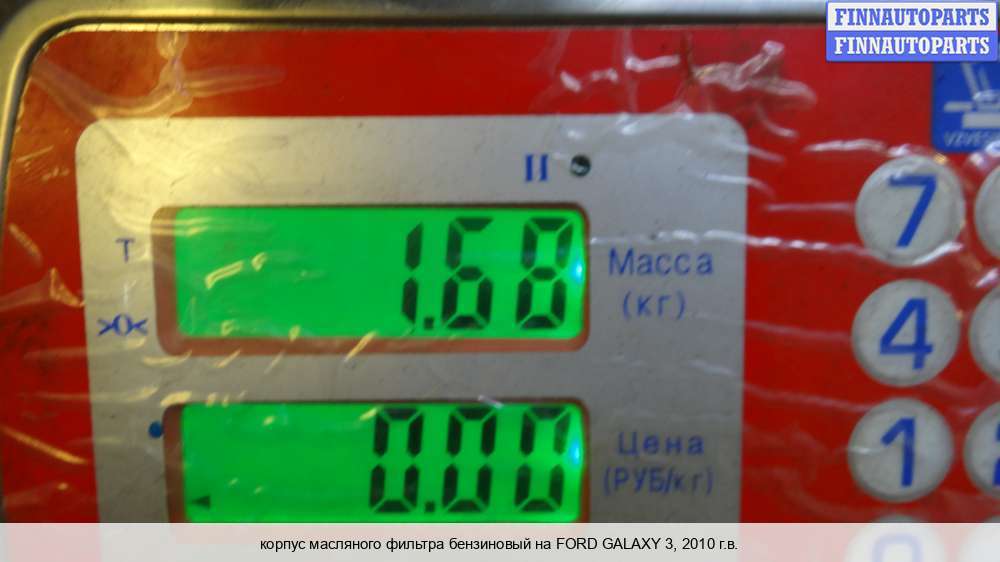 FINNAUTOPARTS
FINNAUTOPARTS
7
T
1.68
Масса
(кг)
>0<
4
0.00
Цена
(РУБ/кг)
1
корпус масляного фильтра бензиновый на FORD GALAXY 3, 2010 г.в.